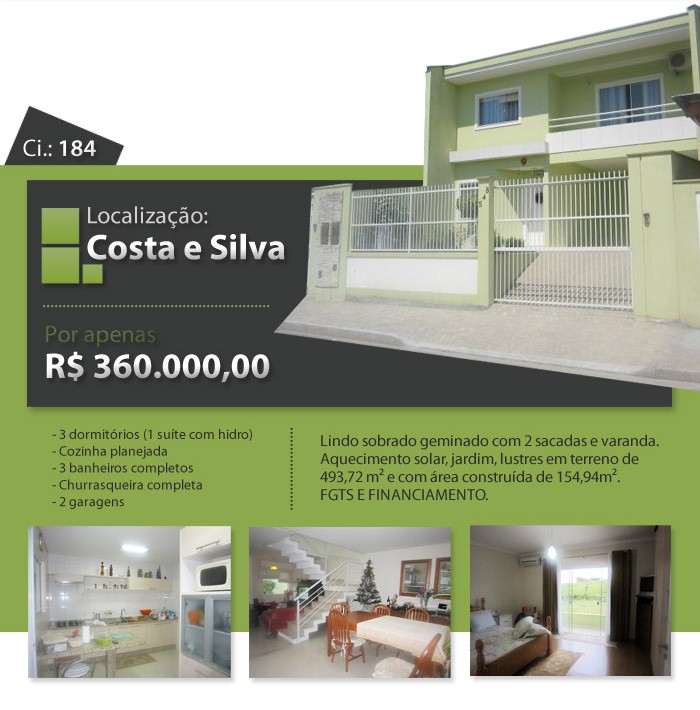 Ci.: 184
Localização:
Costa e Silva
Por apenas
R$ 360.000,00
- 3 dormitórios (1 suíte com hidro)
- Cozinha planejada
- 3 banheiros completos
- Churrasqueira completa
- 2 garagens
Lindo sobrado geminado com 2 sacadas e varanda.
Aquecimento solar, jardim, lustres em terreno de
493,72 m² e com área construída de 154,94m².
FGTS E FINANCIAMENTO.